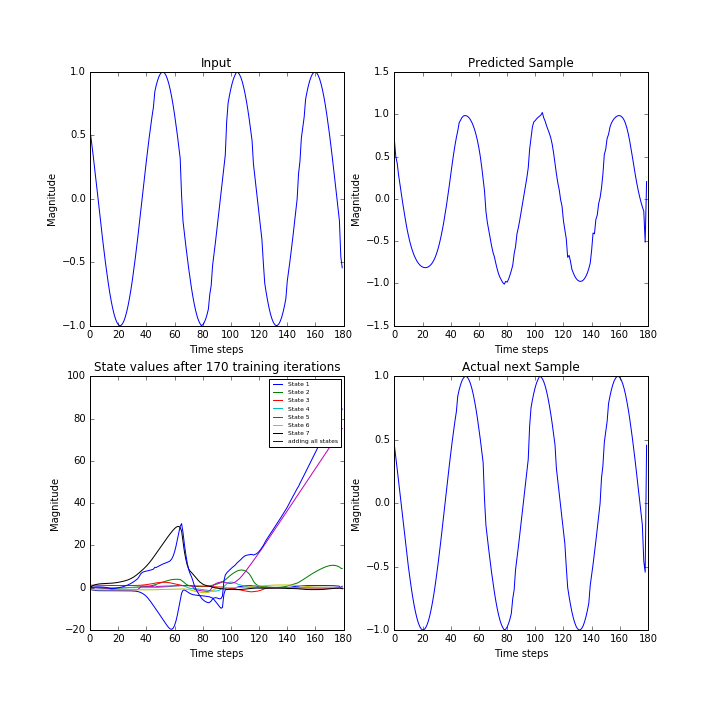 Input
1.0
0.5
0.0
−0.5
−1.0
Magnitude
0 20 40 60 80 100 120 140 160 180
Time steps
Predicted Sample
1.5
1.0
0.5
0.0
−0.5
−1.0
−1.5
Magnitude
0 20 40 60 80 100 120 140 160 180
Time steps
State values after 170 training iterations
100
80
60
40
20
0
−20
Magnitude
State 1
State 2
State 3
State 4
State 5
State 6
State 7
adding all states
0 20 40 60 80 100 120 140 160 180
Time steps
Actual next Sample
1.0
0.5
0.0
−0.5
−1.0
Magnitude
0 20 40 60 80 100 120 140 160 180
Time steps